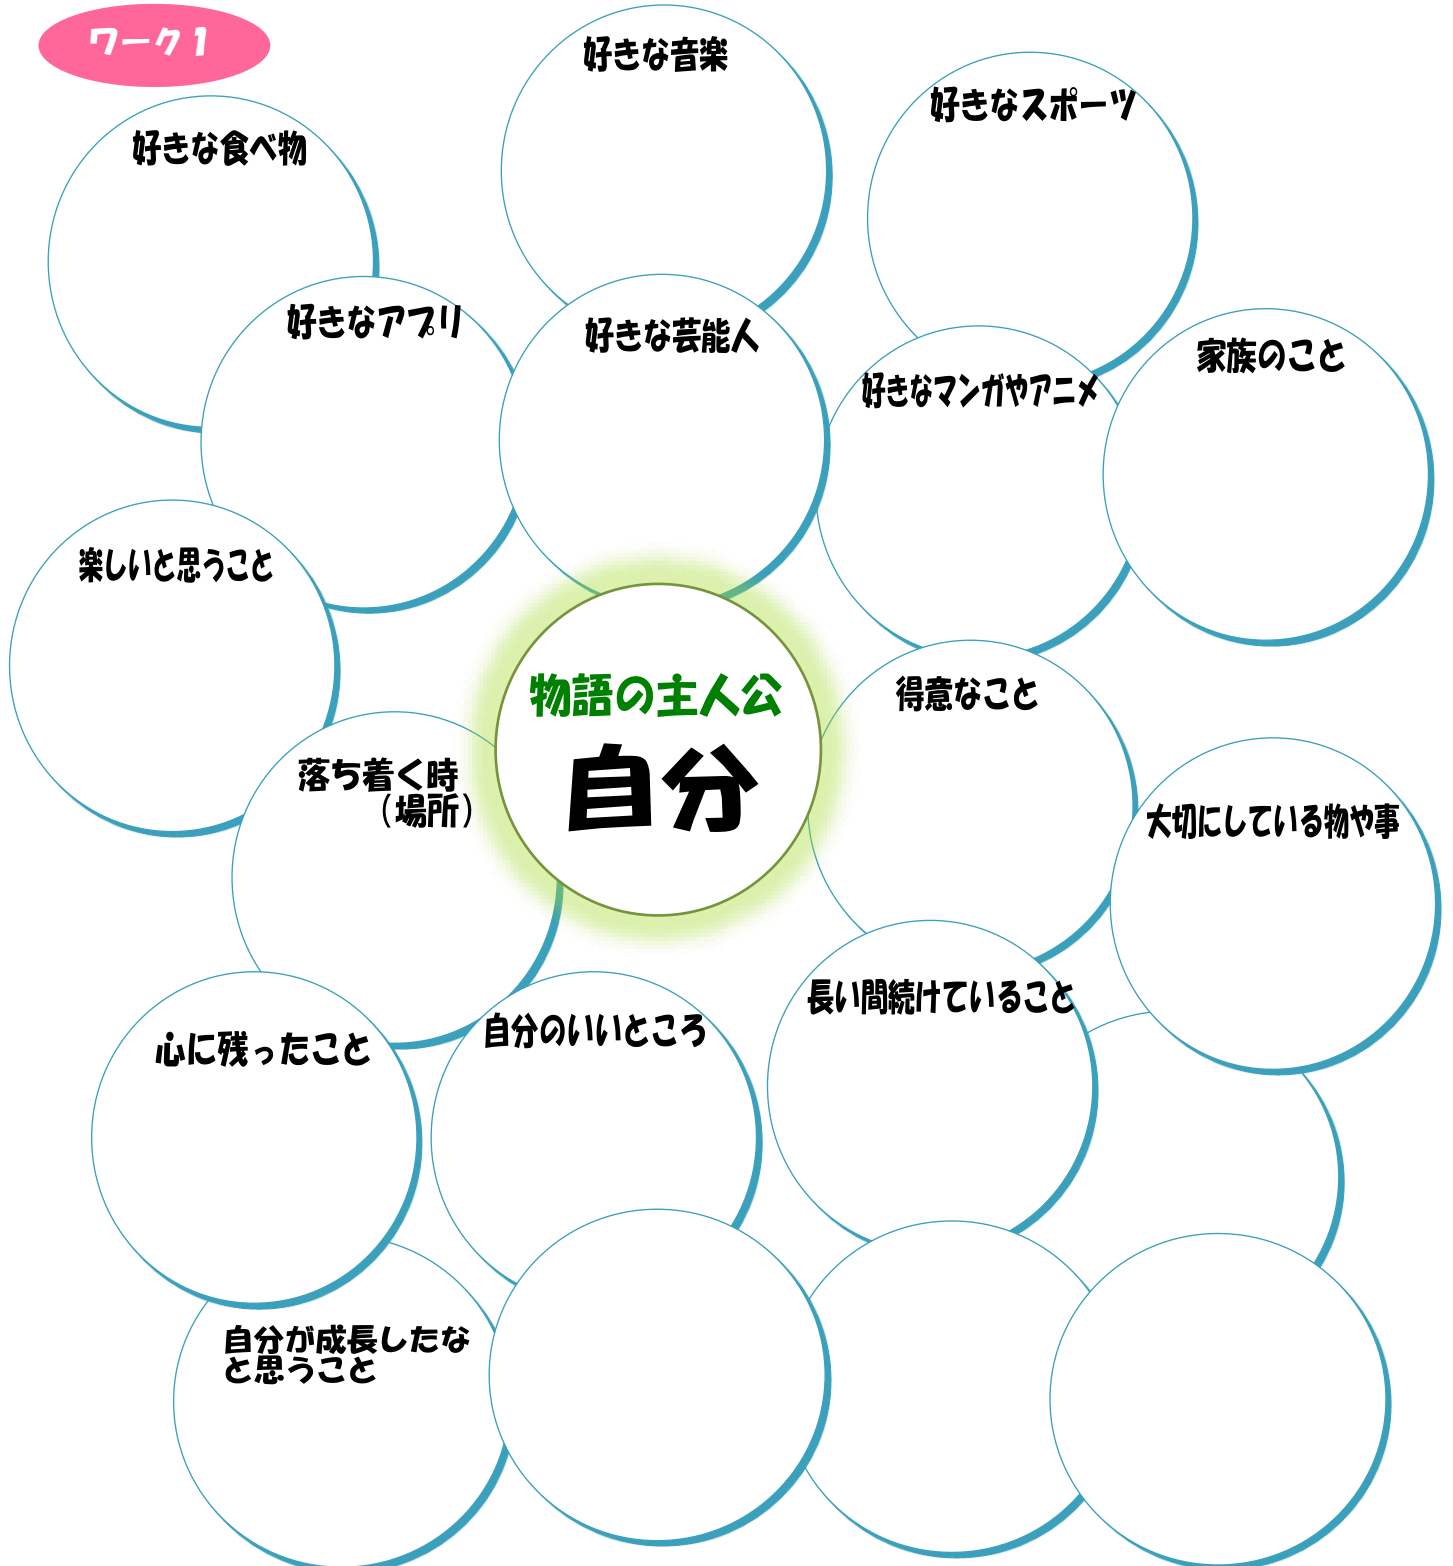 ワーク1
好きな音楽
好きなスポーツ
好きな食べ物
好きなアプリ
好きな芸能人
家族のこと
好きなマンガやアニメ
楽しいと思うこと
物語の主人公
自分
得意なこと
落ち着く時
（場所）
大切にしている物や事
長い間続けていること
自分のいいところ
心に残ったこと
自分が成長したな
と思うこと